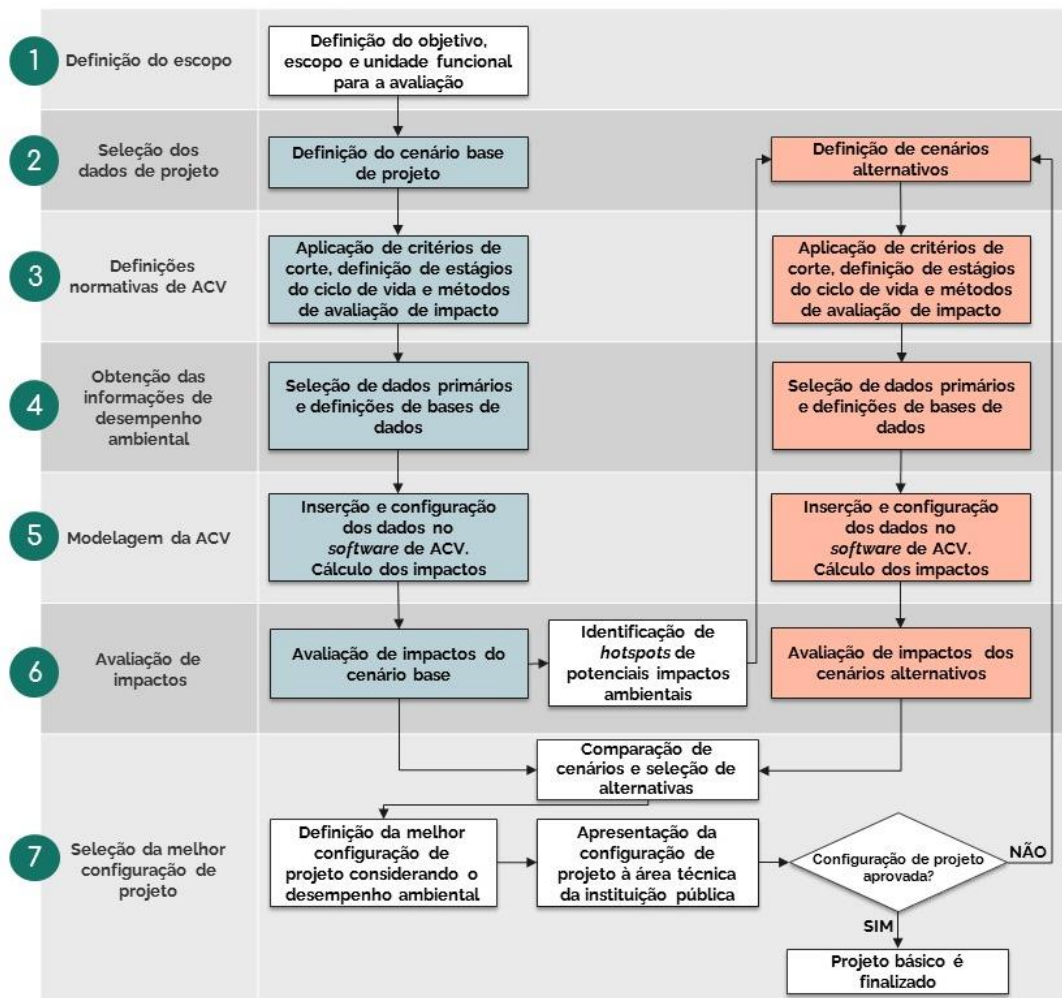 1
Definição do escopo
Definição do objetivo,
escopo e unidade funcional
para a avaliação
2
Seleção dos
dados de projeto
Definição do cenário base
de projeto
Definição de cenários
alternativos
3
Definições
normativas de ACV
Aplicação de critérios de
corte, definição de estágios
do ciclo de vida e métodos
de avaliação de impacto
Aplicação de critérios de
corte, definição de estágios
do ciclo de vida e métodos
de avaliação de impacto
4
Obtenção das
informações de
desempenho
ambiental
Seleção de dados primários
e definições de bases de
dados
Seleção de dados primários
e definições de bases de
dados
5
Modelagem da ACV
Inserção e configuração
dos dados no
software de ACV.
Cálculo dos impactos
Inserção e configuração
dos dados no
software de ACV.
Cálculo dos impactos
6
Avaliação de
impactos
Avaliação de impactos do
cenário base
Identificação de
hotspots de
potenciais impactos
ambientais
Avaliação de impactos dos
cenários alternativos
7
Seleção da melhor
configuração de
projeto
Comparação de
cenários e seleção de
alternativas
Definição da melhor
configuração de
projeto considerando o
desempenho ambiental
Apresentação da
configuração de
projeto à área técnica
da instituição pública
Configuração de projeto
aprovada?
NÃO
SIM
Projeto básico é
finalizado